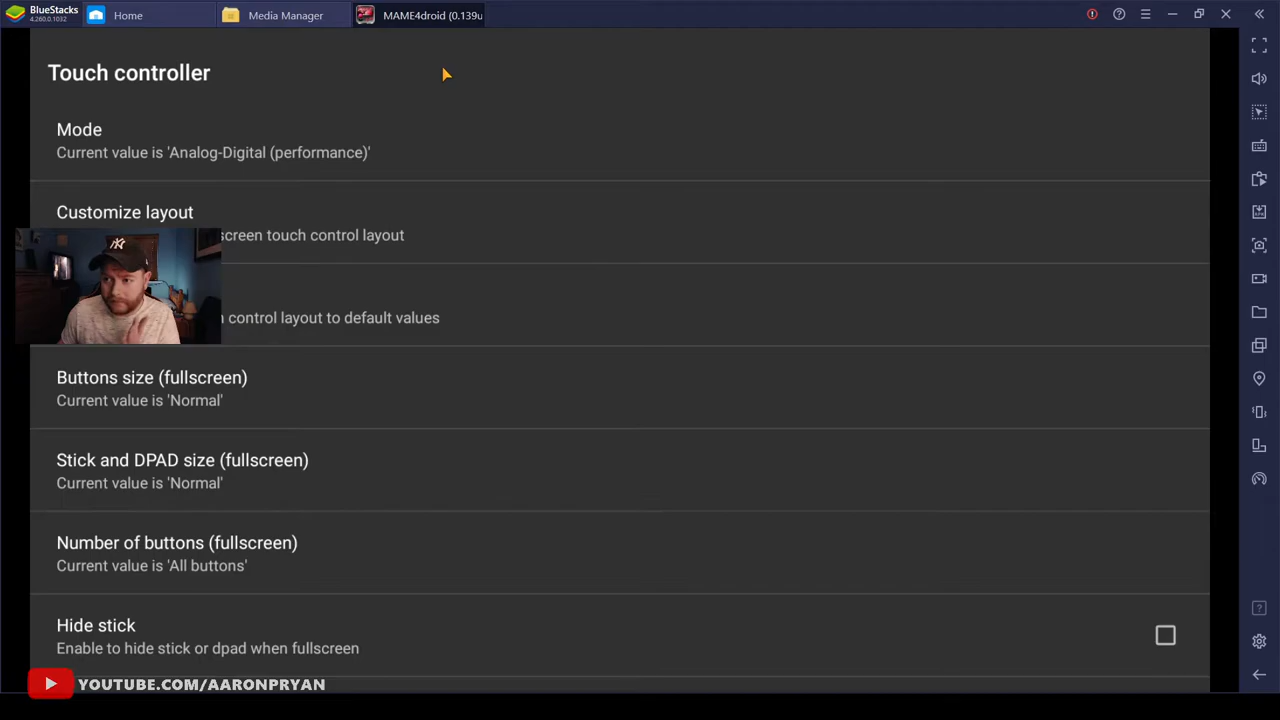 BlueStacks
4.260.0.1032
Home
Media Manager
MAME4droid (0.139u
Touch controller
Mode
Current value is 'Analog-Digital (performance)'
Customize layout
screen touch control layout
control layout to default values
Buttons size (fullscreen)
Current value is 'Normal'
Stick and DPAD size (fullscreen)
Current value is 'Normal'
Number of buttons (fullscreen)
Current value is 'All buttons'
Hide stick
Enable to hide stick or dpad when fullscreen
YOUTUBE.COM/AARONPRYAN